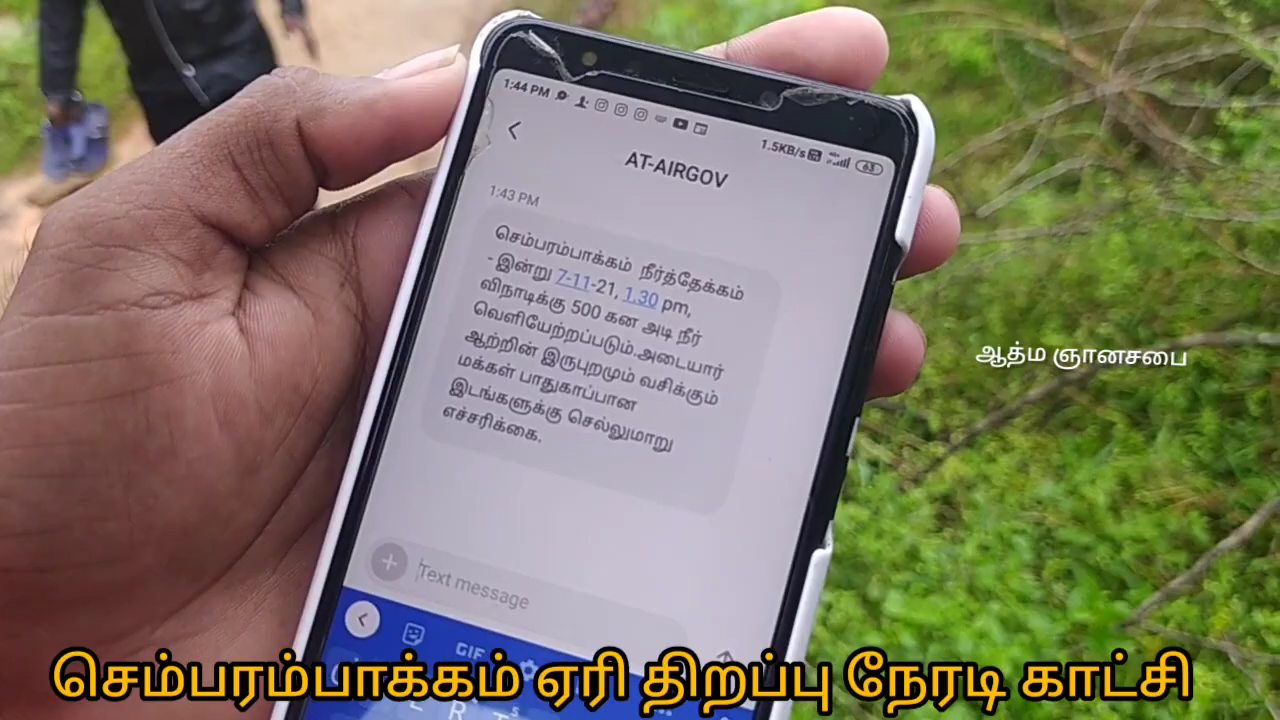 1:44 PM
1.5KB/s
63
AT-AIRGOV
1:43 PM
செம்பரம்பாக்கம் நீர்த்தேக்கம்
- இன்று 7-11-21, 1.30 pm,
விநாடிக்கு 500 கன அடி நீர்
வெளியேற்றப்படும்.அடையார்
ஆற்றின் இருபுறமும் வசிக்கும்
மக்கள் பாதுகாப்பான
இடங்களுக்கு செல்லுமாறு
எச்சரிக்கை.
ஆத்ம ஞானசபை
Text message
GIF
செம்பரம்பாக்கம் ஏரி திறப்பு நேரடி காட்சி